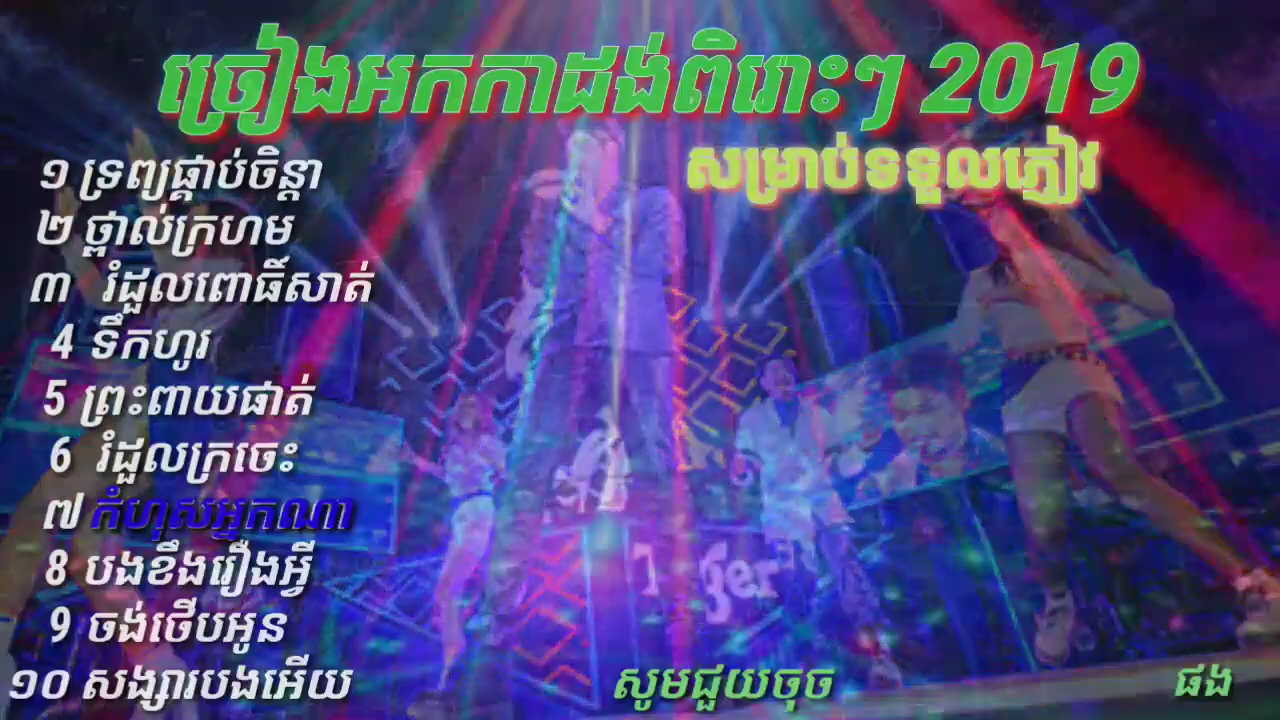 ច្រៀងអកកាដង់ពិរោះៗ 2019
សម្រាប់ទទួលភ្ញៀវ
១ ទ្រព្យផ្គាប់ចិន្តា
២ ថ្ពាល់ក្រហម
៣ រំដួលពោធិ៍សាត់
4 ទឹកហូរ
5 ព្រះពាយផាត់
6 រំដួលក្រចេះ
៧ កំហុសអ្នកណា
8 បងខឹងរឿងអ្វី
9 ចង់ថើបអូន
១០ សង្សារបងអើយ
សូមជួយចុច ផង